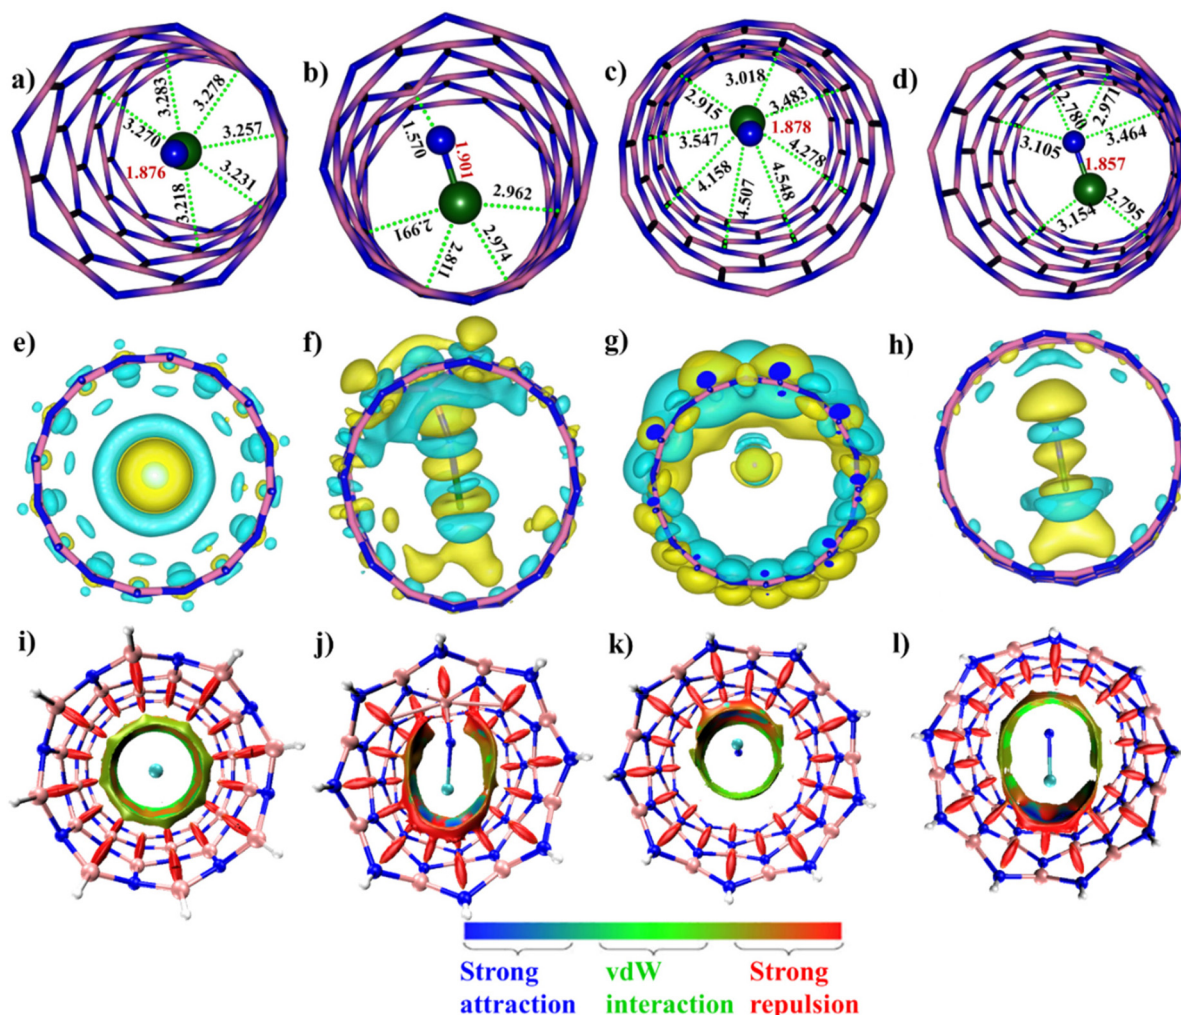 a)
3.283
3.278
3.270
3.257
1.876
3.231
3.218
b)
1.570
1.901
2.962
2.991
2.811
2.974
c)
3.018
2.915
3.483
1.878
3.547
4.278
4.158
4.507
4.548
d)
2.780
2.971
3.464
3.105
1.857
3.154
2.795
e)
f)
g)
h)
i)
j)
k)
l)
Strong
attraction
vdW
interaction
Strong
repulsion